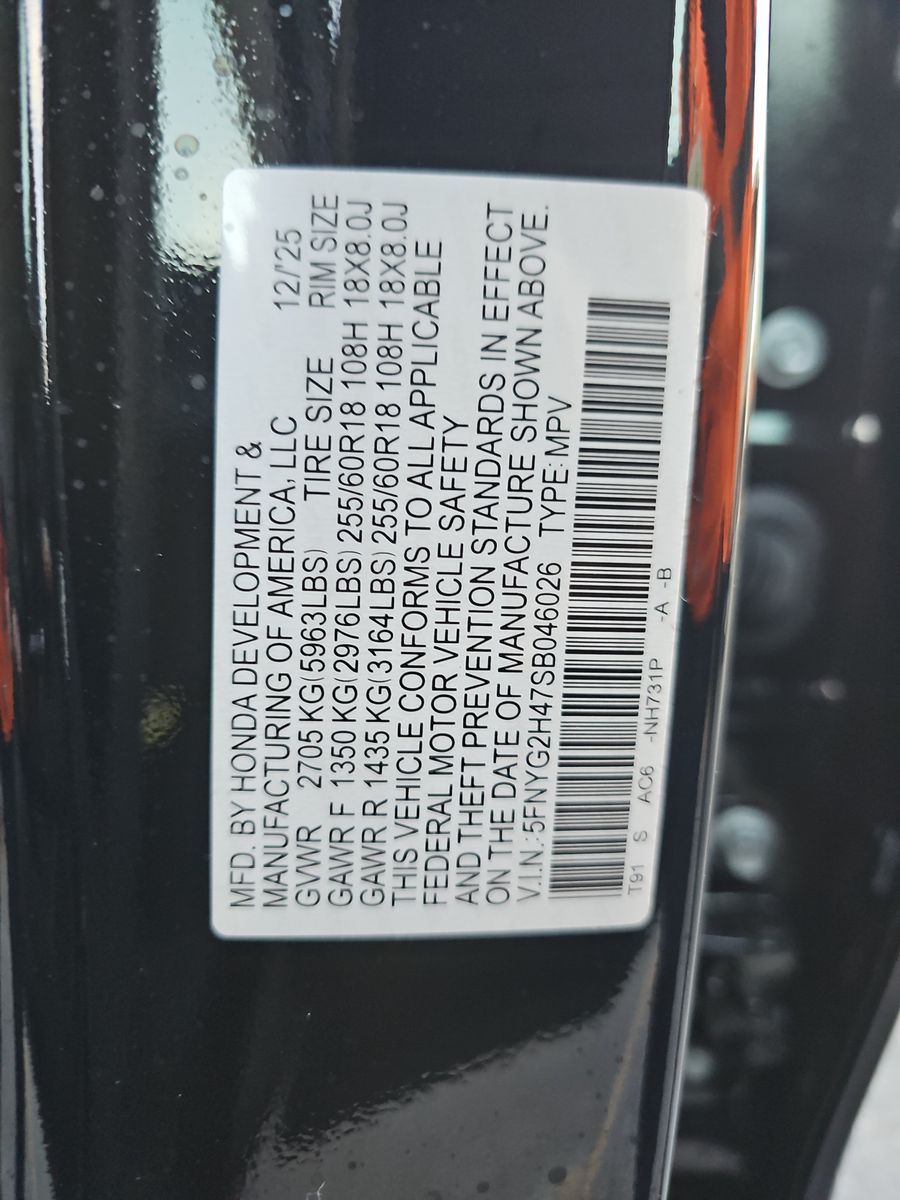 MFD. BY HONDA DEVELOPMENT &
MANUFACTURING OF AMERICA, LLC 12/'25
GVWR 2705 KG(5963LBS) TIRE SIZE RIM SIZE
GAWR F 1350 KG(2976LBS) 255/60R18 108H 18X8.0J
GAWR R 1435 KG(3164LBS) 255/60R18 108H 18X8.0J
THIS VEHICLE CONFORMS TO ALL APPLICABLE
FEDERAL MOTOR VEHICLE SAFETY
AND THEFT PREVENTION STANDARDS IN EFFECT
ON THE DATE OF MANUFACTURE SHOWN ABOVE.
V.I.N.:5FNYG2H47SB046026 TYPE:MPV
T91 S AC6 -NH731P -A -B